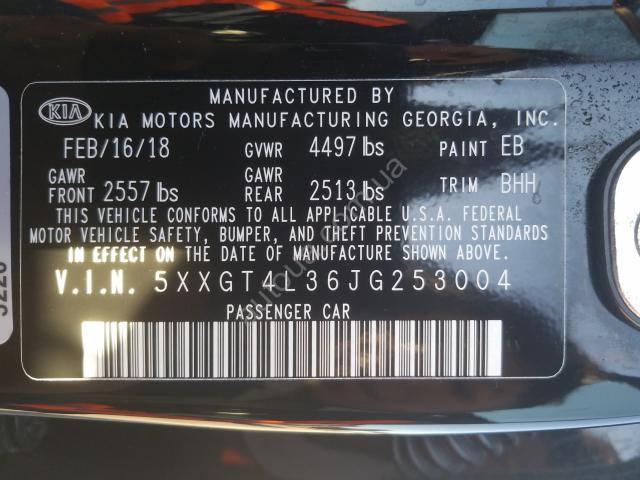 MANUFACTURED BY
KIA KIA MOTORS MANUFACTURING GEORGIA, INC.
FEB/16/18 GVWR 4497 lbs PAINT EB
GAWR FRONT 2557 lbs GAWR REAR 2513 lbs TRIM BHH
THIS VEHICLE CONFORMS TO ALL APPLICABLE U.S.A. FEDERAL
MOTOR VEHICLE SAFETY, BUMPER, AND THEFT PREVENTION STANDARDS
IN EFFECT ON THE DATE OF MANUFACTURE SHOWN ABOVE.
V.I.N. 5XXGT4L36JG253004
PASSENGER CAR